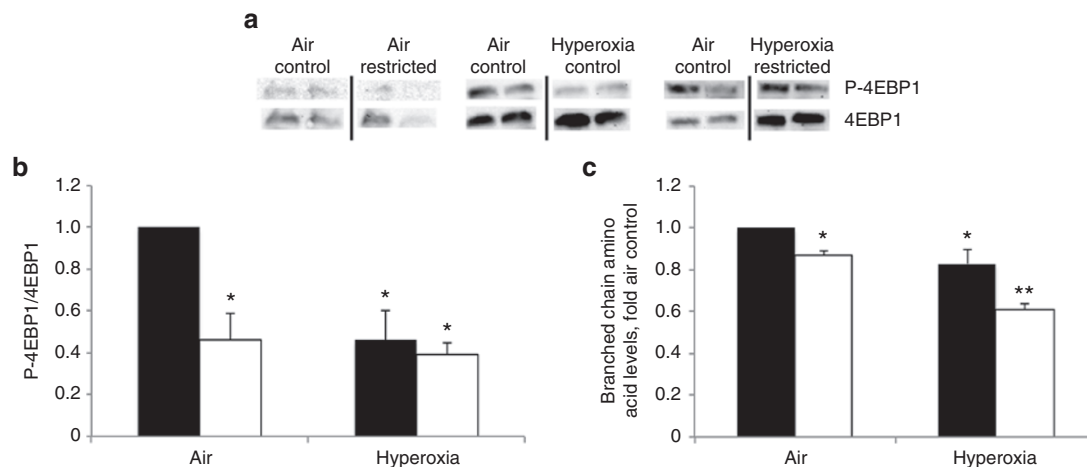 a
Air control
Air restricted
Air control
Hyperoxia control
Air control
Hyperoxia restricted
P-4EBP1
4EBP1
b
P-4EBP1/4EBP1
1.2
1.0
0.8
0.6
0.4
0.2
0
*
*
*
Air
Hyperoxia
c
Branched chain amino
acid levels, fold air control
1.2
1.0
0.8
0.6
0.4
0.2
0
*
*
**
Air
Hyperoxia